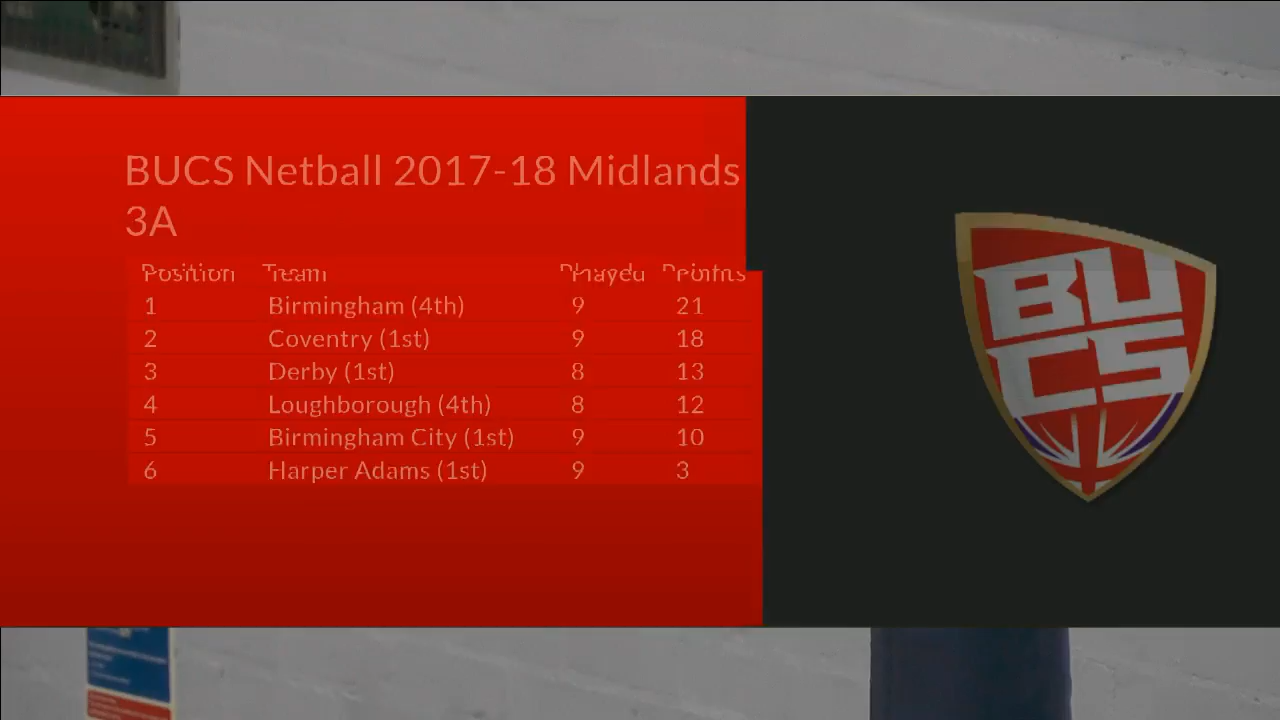 BUCS Netball 2017-18 Midlands
3A
Position Team Played Points
1 Birmingham (4th) 9 21
2 Coventry (1st) 9 18
3 Derby (1st) 8 13
4 Loughborough (4th) 8 12
5 Birmingham City (1st) 9 10
6 Harper Adams (1st) 9 3
BU
CS